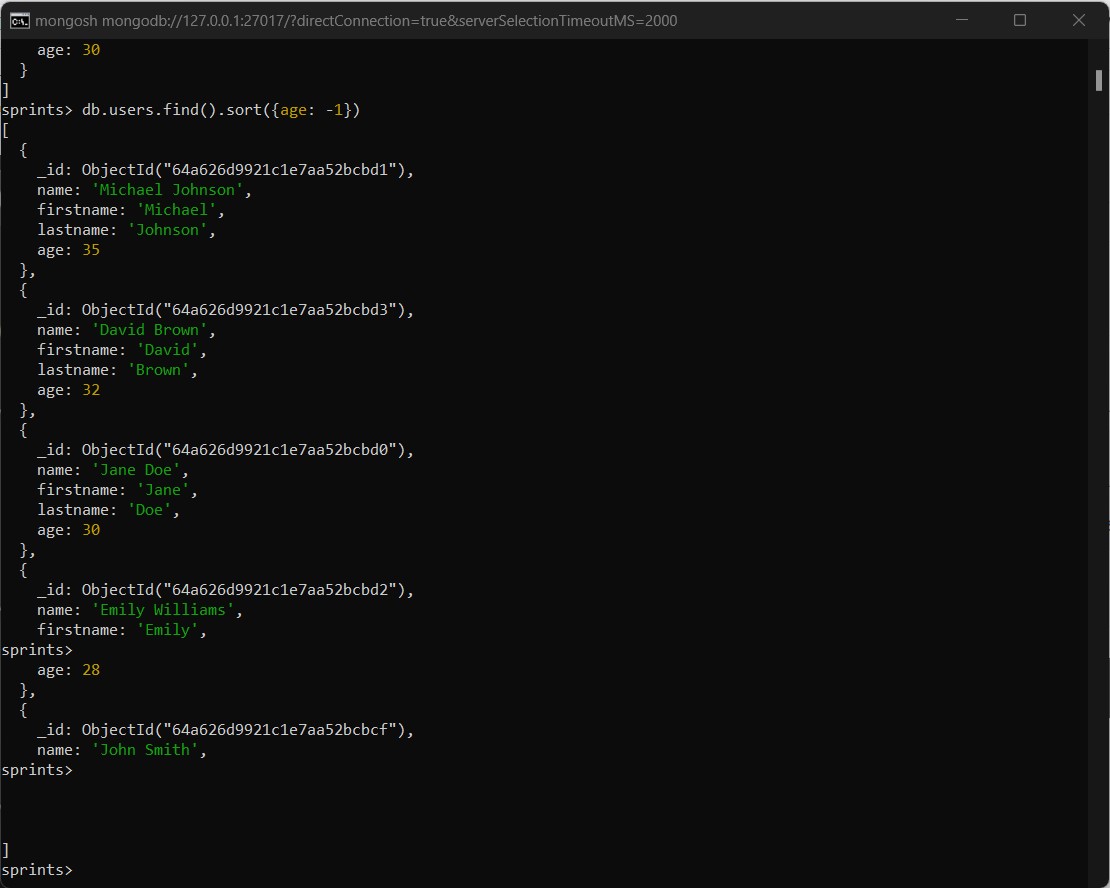 mongosh mongodb://127.0.0.1:27017/?directConnection=true&serverSelectionTimeoutMS=2000
    age: 30
  }
]
sprints> db.users.find().sort({age: -1})
[
  {
    _id: ObjectId("64a626d9921c1e7aa52bcbd1"),
    name: 'Michael Johnson',
    firstname: 'Michael',
    lastname: 'Johnson',
    age: 35
  },
  {
    _id: ObjectId("64a626d9921c1e7aa52bcbd3"),
    name: 'David Brown',
    firstname: 'David',
    lastname: 'Brown',
    age: 32
  },
  {
    _id: ObjectId("64a626d9921c1e7aa52bcbd0"),
    name: 'Jane Doe',
    firstname: 'Jane',
    lastname: 'Doe',
    age: 30
  },
  {
    _id: ObjectId("64a626d9921c1e7aa52bcbd2"),
    name: 'Emily Williams',
    firstname: 'Emily',
sprints>
    age: 28
  },
  {
    _id: ObjectId("64a626d9921c1e7aa52bcbcf"),
    name: 'John Smith',
sprints>
]
sprints>